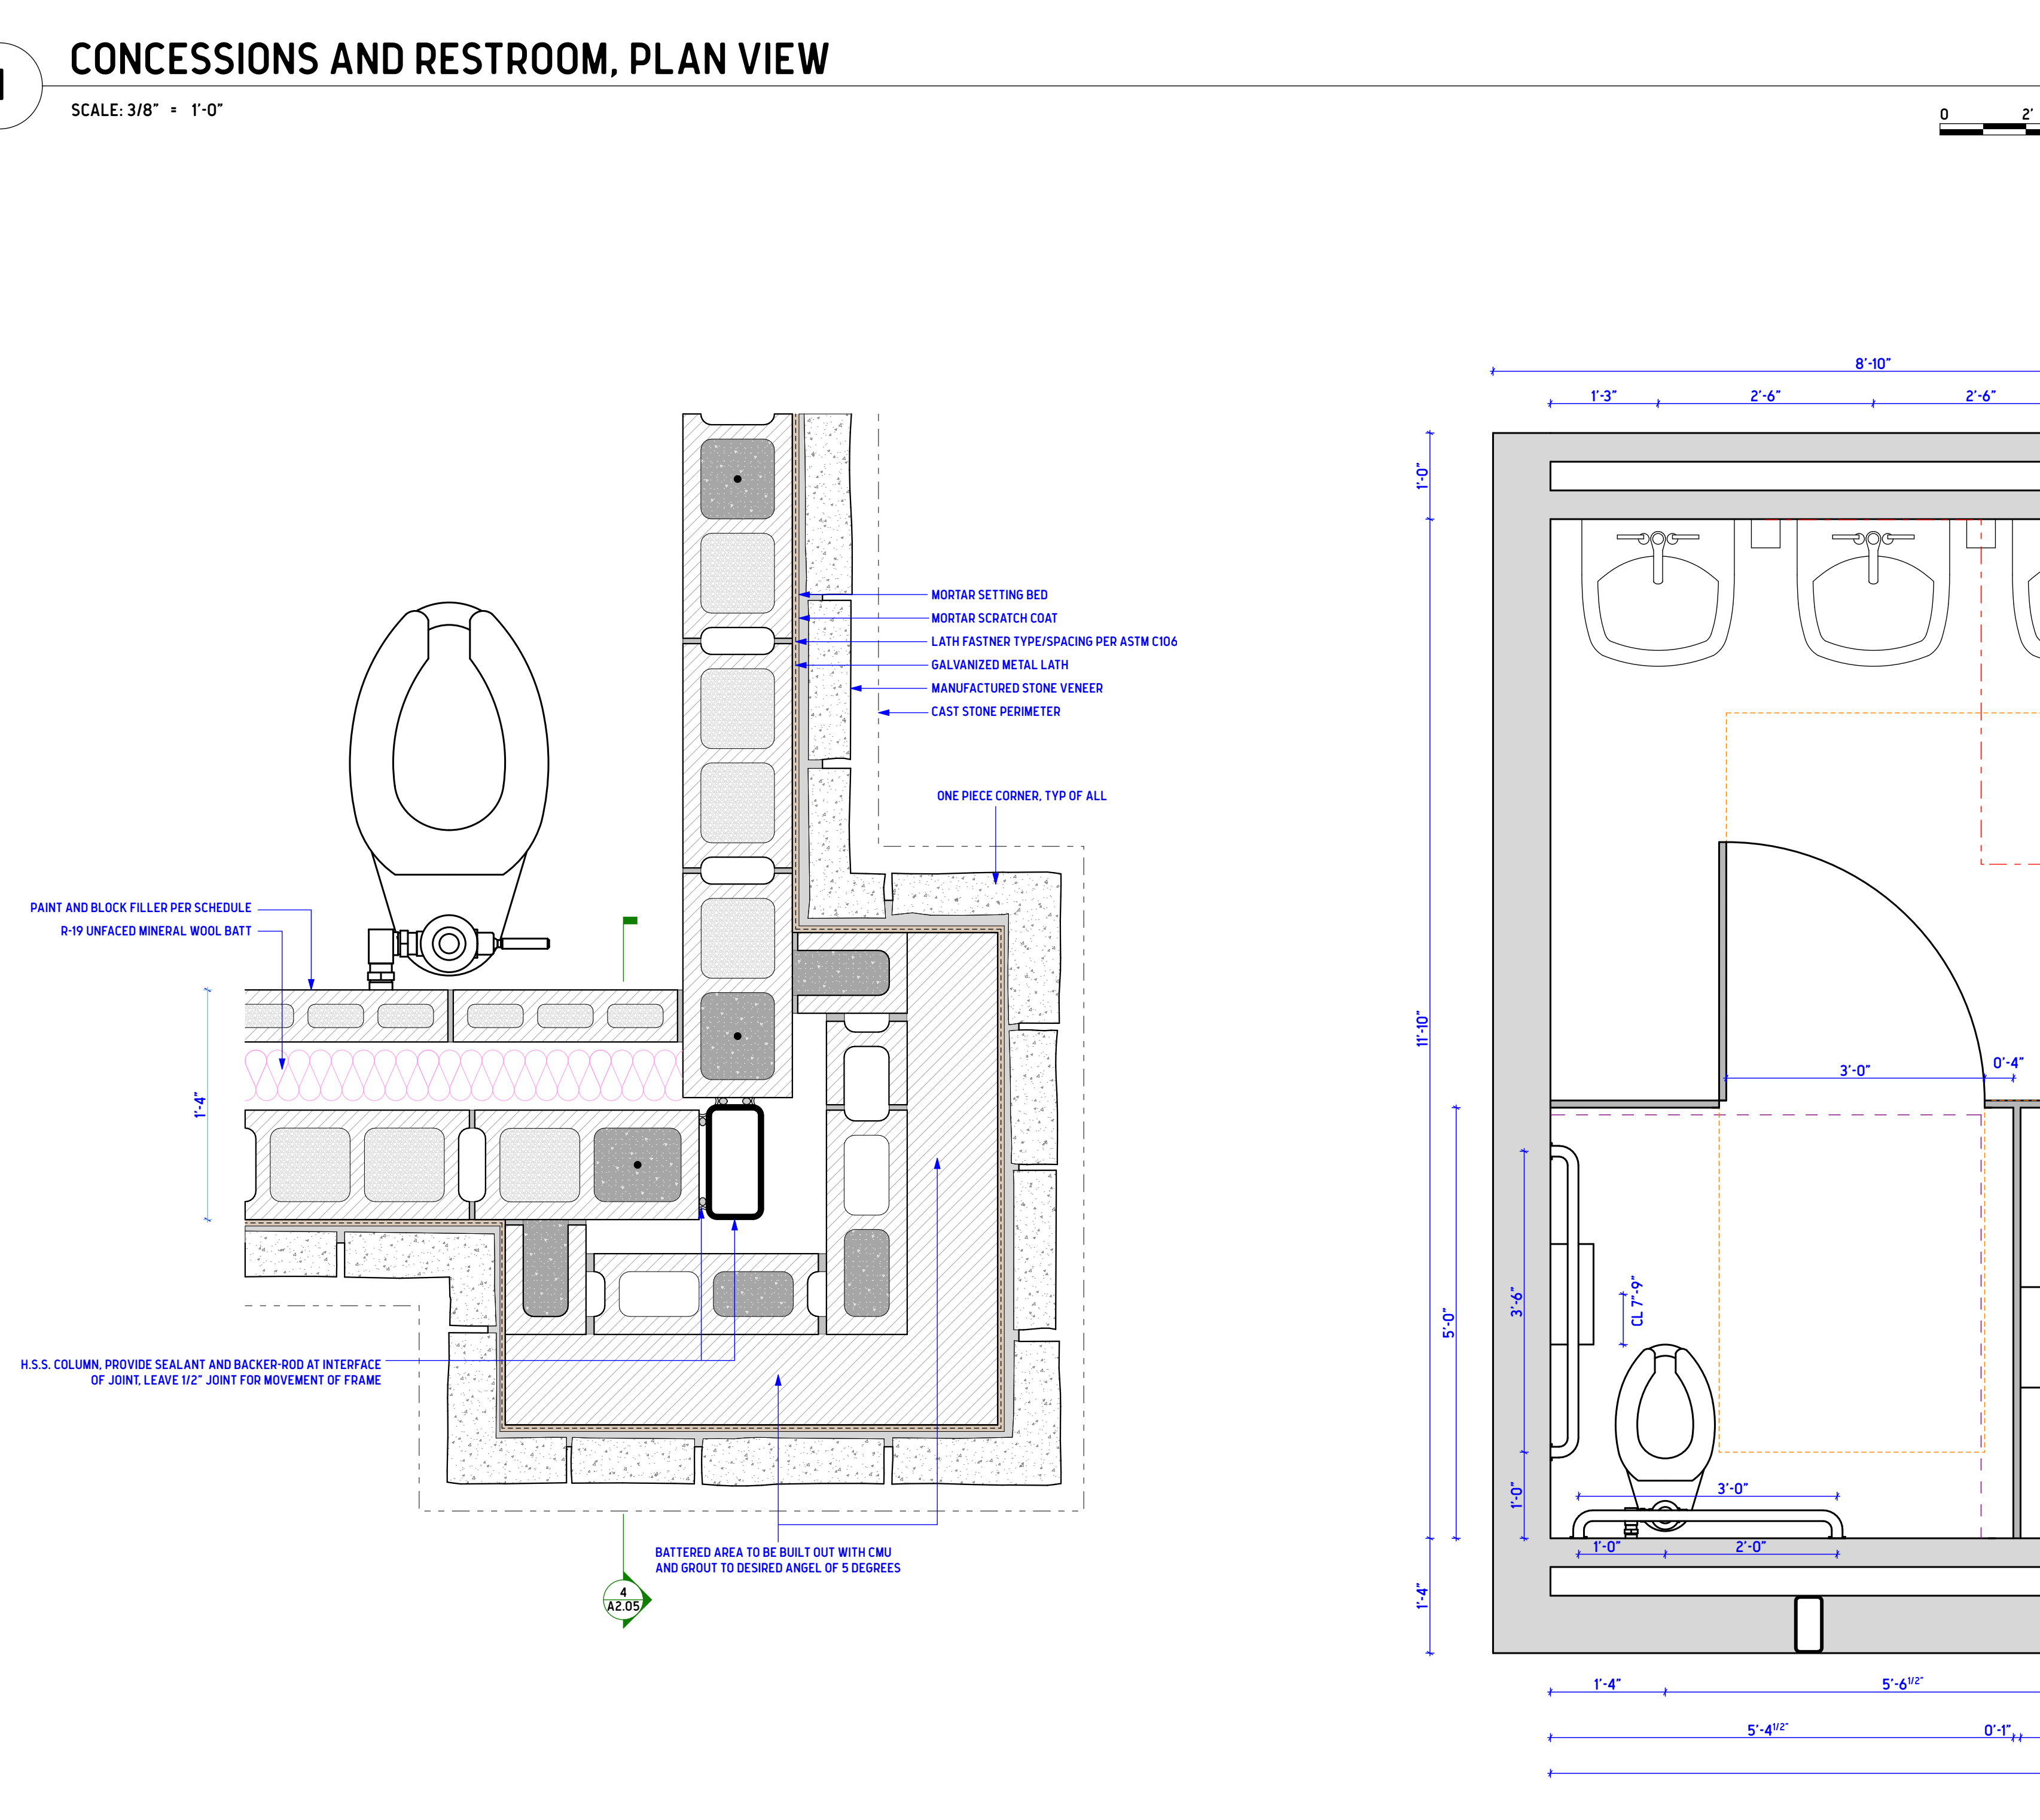 CONCESSIONS AND RESTROOM, PLAN VIEW
SCALE: 3/8" = 1'-0"
0 2'
8'-10"
1'-3" 2'-6" 2'-6"
1'-0"
MORTAR SETTING BED
MORTAR SCRATCH COAT
LATH FASTNER TYPE/SPACING PER ASTM C106
GALVANIZED METAL LATH
MANUFACTURED STONE VENEER
CAST STONE PERIMETER
ONE PIECE CORNER, TYP OF ALL
PAINT AND BLOCK FILLER PER SCHEDULE
R-19 UNFACED MINERAL WOOL BATT
1'-4"
H.S.S. COLUMN, PROVIDE SEALANT AND BACKER-ROD AT INTERFACE
OF JOINT, LEAVE 1/2" JOINT FOR MOVEMENT OF FRAME
BATTERED AREA TO BE BUILT OUT WITH CMU
AND GROUT TO DESIRED ANGEL OF 5 DEGREES
4
A2.05
11'-10"
3'-0" 0'-4"
5'-0"
3'-6"
CL 7"-9"
1'-0"
3'-0"
1'-0" 2'-0"
1'-4"
1'-4" 5'-6 1/2"
5'-4 1/2" 0'-1"